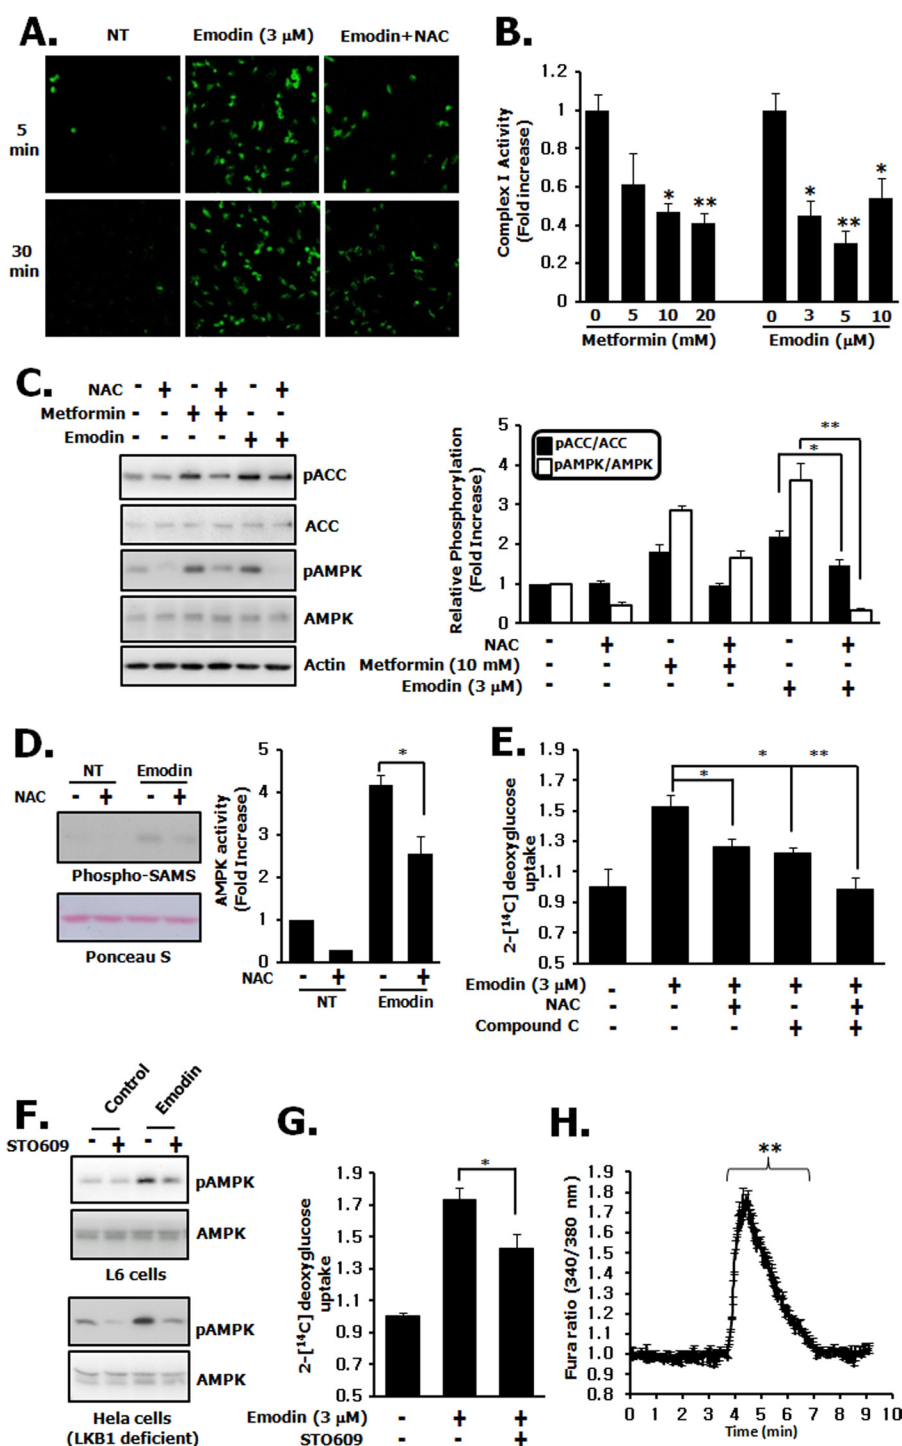 A.
NT Emodin (3 μM) Emodin+NAC
5 min
30 min
B.
Complex I Activity
(Fold increase)
1.2
1
0.8
0.6
0.4
0.2
0
* ** * ** *
0 5 10 20 0 3 5 10
Metformin (mM) Emodin (μM)
C.
NAC - + - + - +
Metformin - - + + - -
Emodin - - - - + +
pACC
ACC
pAMPK
AMPK
Actin
Relative Phosphorylation
(Fold Increase)
5
4
3
2
1
0
pACC/ACC
pAMPK/AMPK
**
*
NAC - + - + - +
Metformin (10 mM) - - + + - -
Emodin (3 μM) - - - - + +
D.
NT Emodin
NAC - + - +
Phospho-SAMS
Ponceau S
AMPK activity
(Fold Increase)
5
4
3
2
1
0
*
NAC - + - +
NT Emodin
E.
2-[¹⁴C] deoxyglucose
uptake
1.9
1.7
1.5
1.3
1.1
0.9
0.7
0.5
* * **
Emodin (3 μM) - + + + +
NAC - - + - +
Compound C - - - + +
F.
Control Emodin
STO609 - + - +
pAMPK
AMPK
L6 cells
pAMPK
AMPK
Hela cells
(LKB1 deficient)
G.
2-[¹⁴C] deoxyglucose
uptake
1.9
1.7
1.5
1.3
1.1
0.9
0.7
0.5
*
Emodin (3 μM) - + +
STO609 - - +
H.
Fura ratio (340/380 nm)
1.9
1.8
1.7
1.6
1.5
1.4
1.3
1.2
1.1
1.0
0.9
0.8
**
0 1 2 3 4 5 6 7 8 9 10
Time (min)